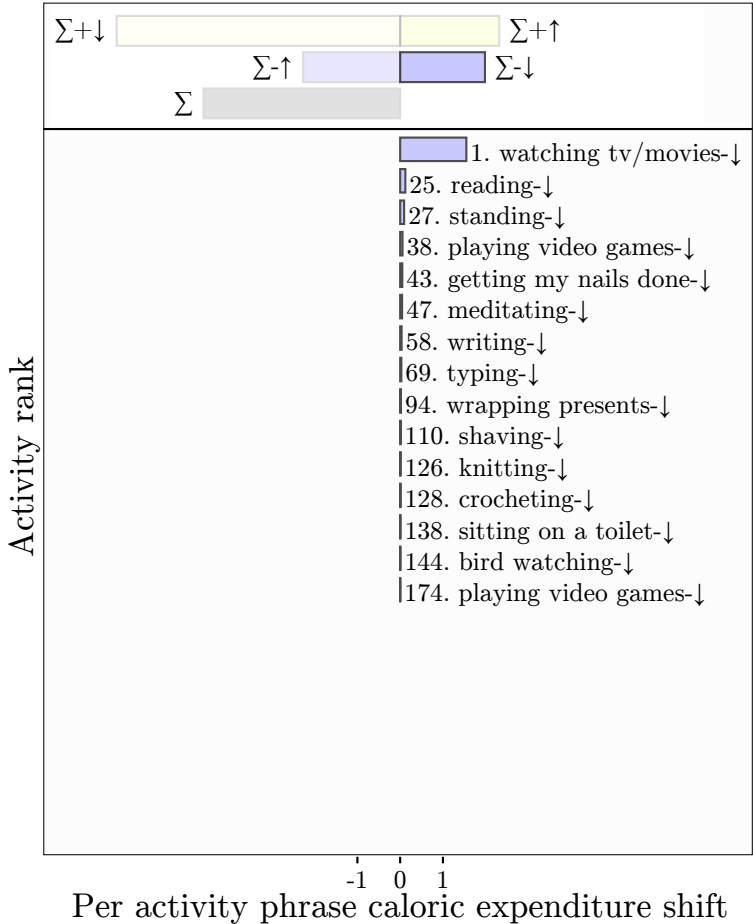 ∑+↓ ∑+↑
∑-↑ ∑-↓
∑
1. watching tv/movies-↓
25. reading-↓
27. standing-↓
38. playing video games-↓
43. getting my nails done-↓
47. meditating-↓
58. writing-↓
69. typing-↓
94. wrapping presents-↓
110. shaving-↓
126. knitting-↓
128. crocheting-↓
138. sitting on a toilet-↓
144. bird watching-↓
174. playing video games-↓
Activity rank
-1 0 1
Per activity phrase caloric expenditure shift